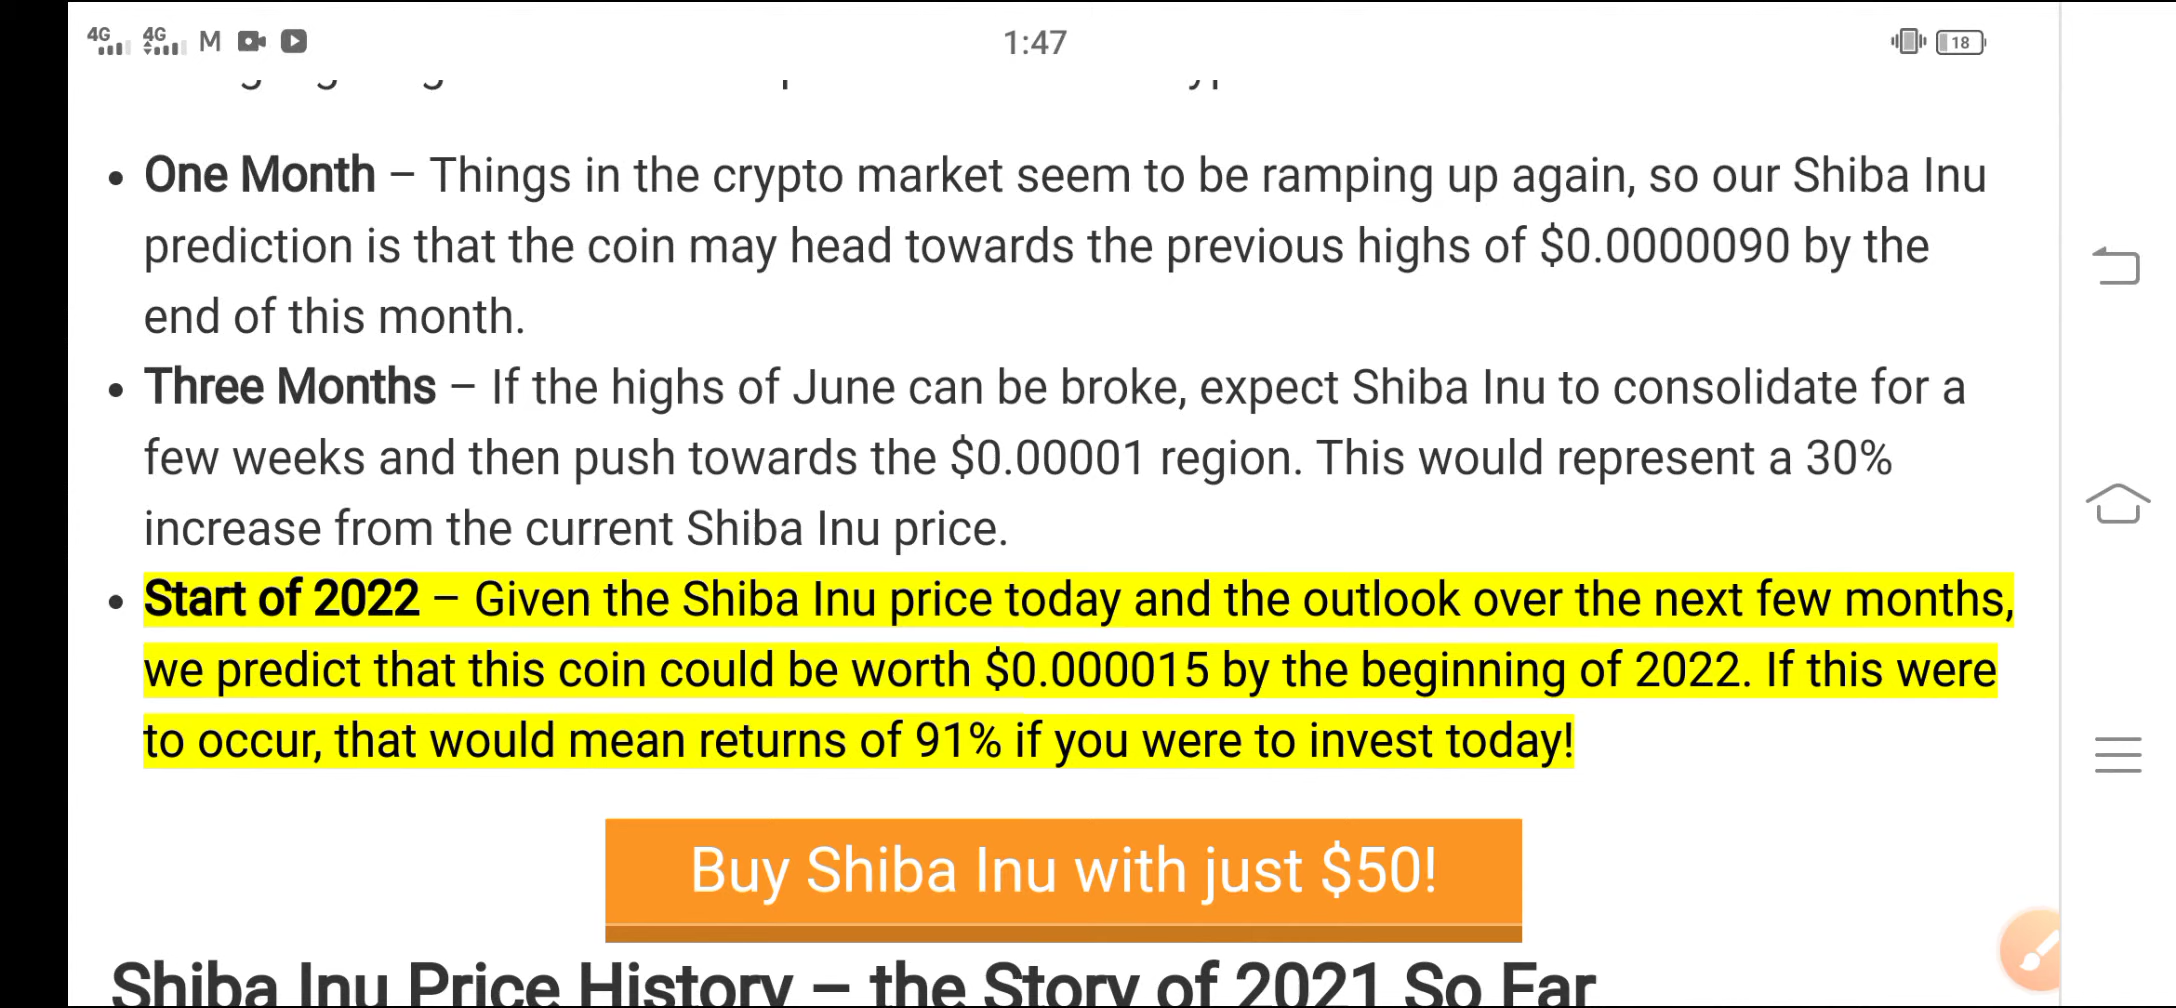 4G 4G M 1:47 18
One Month – Things in the crypto market seem to be ramping up again, so our Shiba Inu
prediction is that the coin may head towards the previous highs of $0.0000090 by the
end of this month.
Three Months – If the highs of June can be broke, expect Shiba Inu to consolidate for a
few weeks and then push towards the $0.00001 region. This would represent a 30%
increase from the current Shiba Inu price.
Start of 2022 – Given the Shiba Inu price today and the outlook over the next few months,
we predict that this coin could be worth $0.000015 by the beginning of 2022. If this were
to occur, that would mean returns of 91% if you were to invest today!
Buy Shiba Inu with just $50!
Shiba Inu Price History – the Story of 2021 So Far